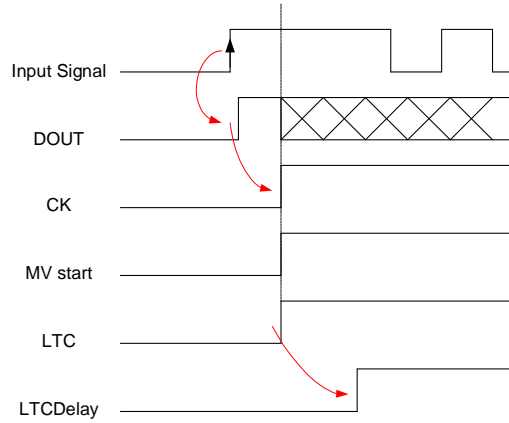 Input Signal
DOUT
CK
MV start
LTC
LTCDelay